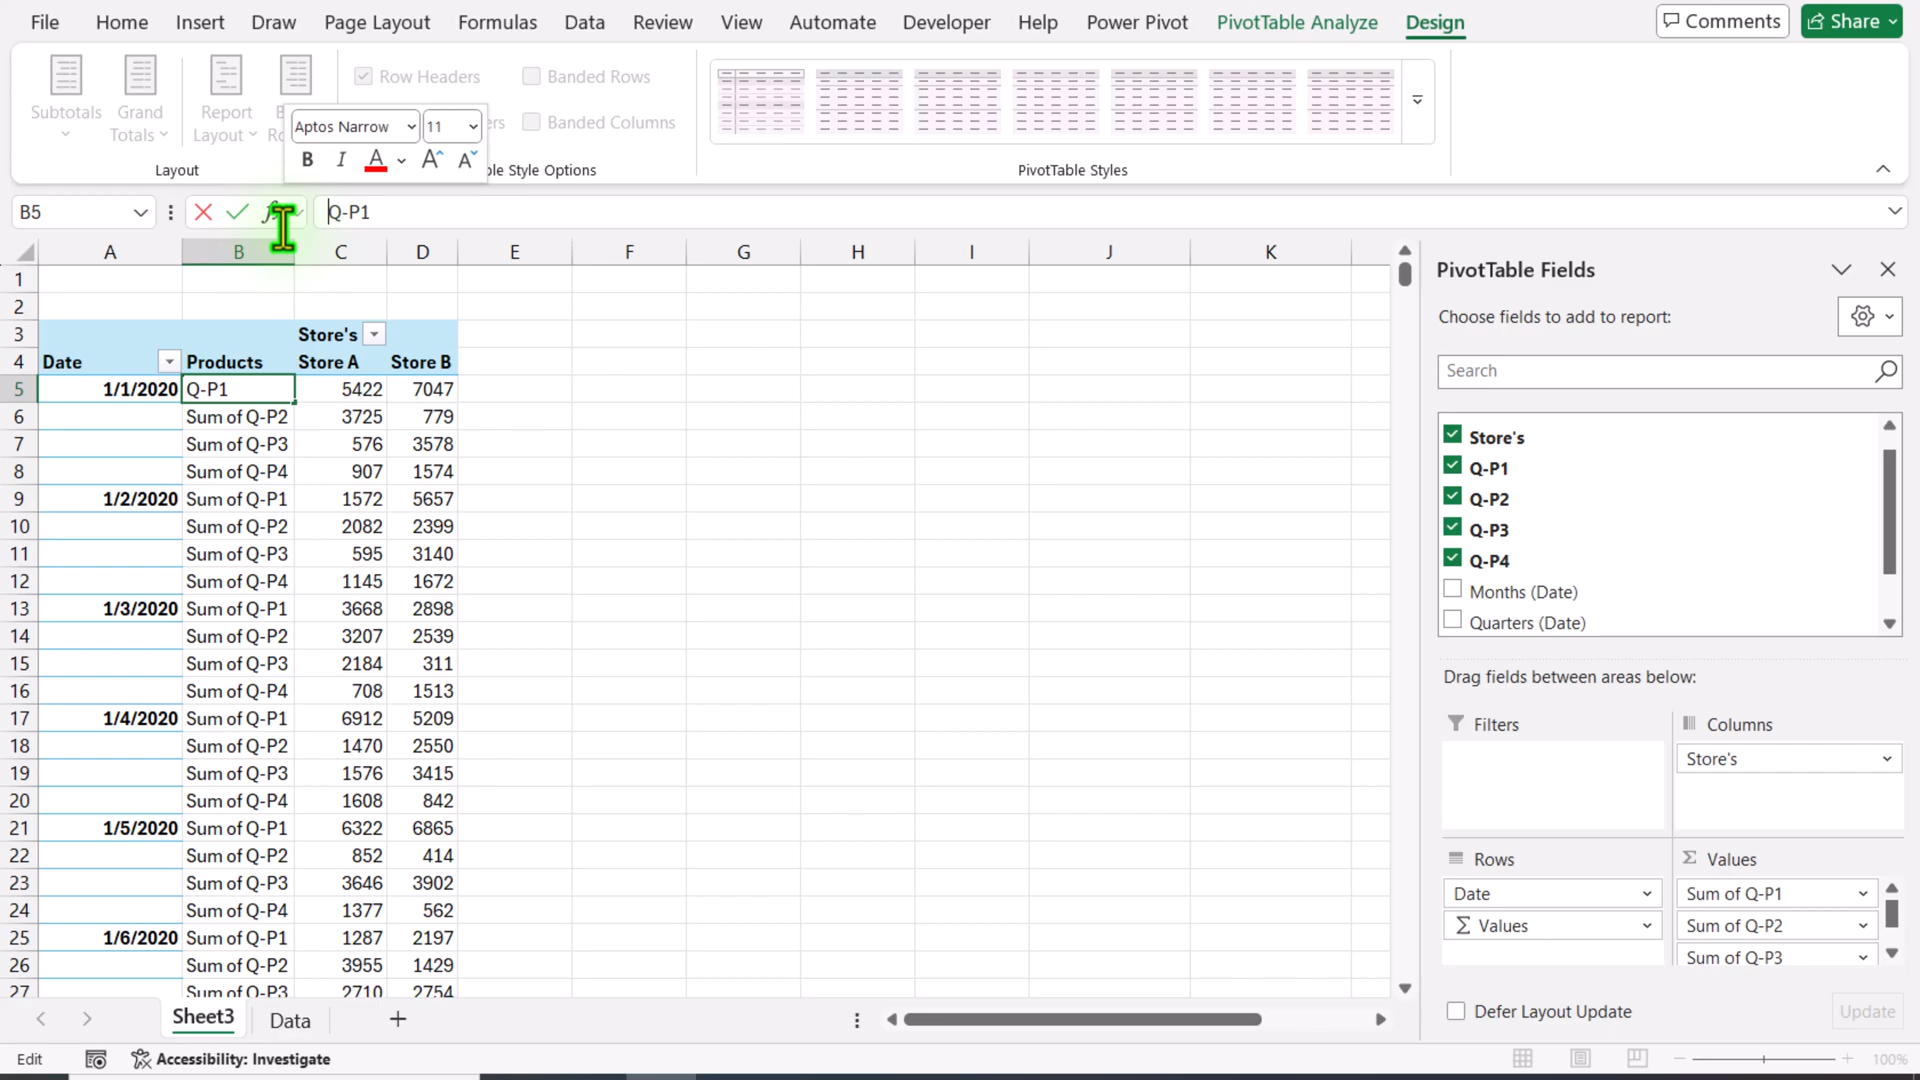 File Home Insert Draw Page Layout Formulas Data Review View Automate Developer Help Power Pivot PivotTable Analyze Design Comments Share
Subtotals
Grand Totals
Report Layout
Row Headers
Banded Rows
Banded Columns
Aptos Narrow 11
B I A A A
Layout
PivotTable Styles
B5
Q-P1
A B C D E F G H I J K
1
2
3 Store's
4 Date Products Store A Store B
5 1/1/2020 Q-P1 5422 7047
6 Sum of Q-P2 3725 779
7 Sum of Q-P3 576 3578
8 Sum of Q-P4 907 1574
9 1/2/2020 Sum of Q-P1 1572 5657
10 Sum of Q-P2 2082 2399
11 Sum of Q-P3 595 3140
12 Sum of Q-P4 1145 1672
13 1/3/2020 Sum of Q-P1 3668 2898
14 Sum of Q-P2 3207 2539
15 Sum of Q-P3 2184 311
16 Sum of Q-P4 708 1513
17 1/4/2020 Sum of Q-P1 6912 5209
18 Sum of Q-P2 1470 2550
19 Sum of Q-P3 1576 3415
20 Sum of Q-P4 1608 842
21 1/5/2020 Sum of Q-P1 6322 6865
22 Sum of Q-P2 852 414
23 Sum of Q-P3 3646 3902
24 Sum of Q-P4 1377 562
25 1/6/2020 Sum of Q-P1 1287 2197
26 Sum of Q-P2 3955 1429
27 Sum of Q-P3 2710 2754
PivotTable Fields
Choose fields to add to report:
Search
Store's
Q-P1
Q-P2
Q-P3
Q-P4
Months (Date)
Quarters (Date)
Drag fields between areas below:
Filters
Columns
Store's
Rows
Date
Σ Values
Σ Values
Sum of Q-P1
Sum of Q-P2
Sum of Q-P3
Defer Layout Update Update
Sheet3 Data
Edit Accessibility: Investigate 100%